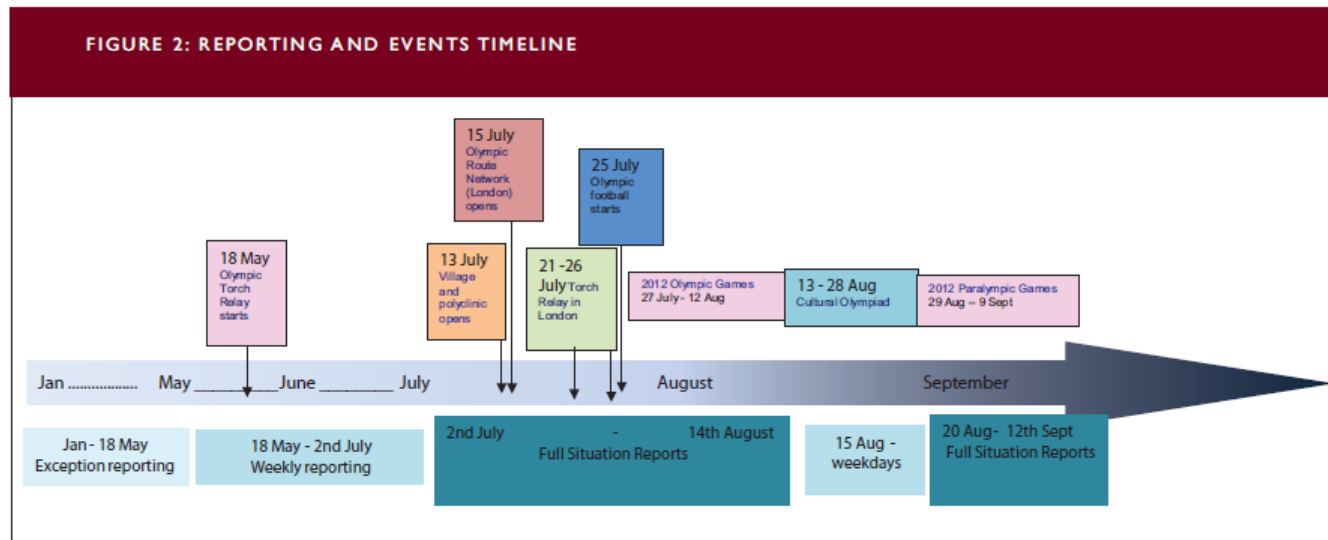 FIGURE 2: REPORTING AND EVENTS TIMELINE
15 July
Olympic
Route
Network
(London)
opens
25 July
Olympic
football
starts
18 May
Olympic
Torch
Relay
starts
13 July
Village
and
polyclinic
opens
21 -26
July Torch
Relay in
London
2012 Olympic Games
27 July - 12 Aug
13 - 28 Aug
Cultural Olympiad
2012 Paralympic Games
29 Aug – 9 Sept
Jan ................... May __________June _________ July August September
Jan - 18 May
Exception reporting
18 May - 2nd July
Weekly reporting
2nd July - 14th August
Full Situation Reports
15 Aug -
weekdays
20 Aug- 12th Sept
Full Situation Reports